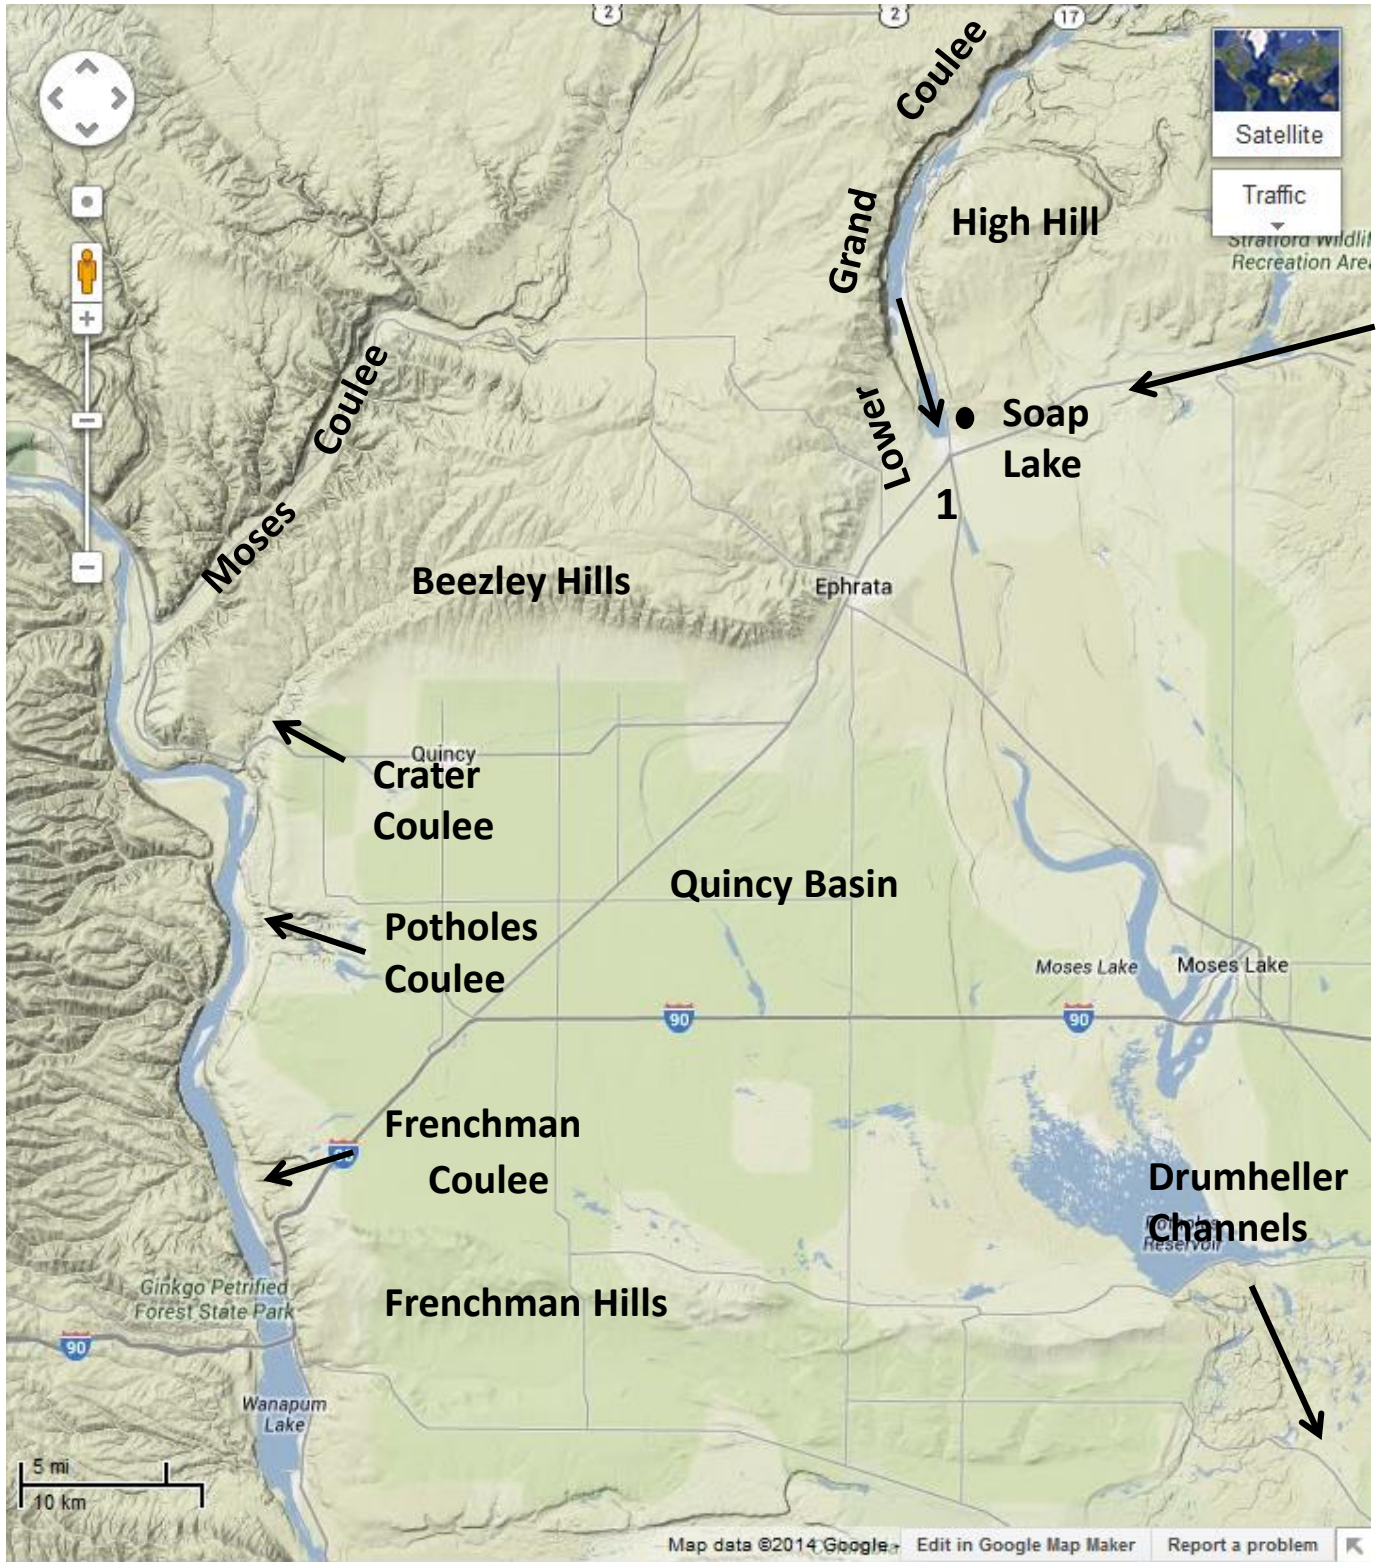 2
2
17
Coulee
Satellite
Traffic
Grand
High Hill
Stratford Wildlif
Recreation Area
Coulee
Lower
Soap
Lake
1
Moses
Beezley Hills
Ephrata
Quincy
Crater
Coulee
Quincy Basin
Potholes
Coulee
Moses Lake
Moses Lake
90
90
Frenchman
Coulee
Drumheller
Channels
Reservoir
Ginkgo Petrified
Forest State Park
Frenchman Hills
90
Wanapum
Lake
5 mi
10 km
Map data ©2014 Google -
Edit in Google Map Maker
Report a problem